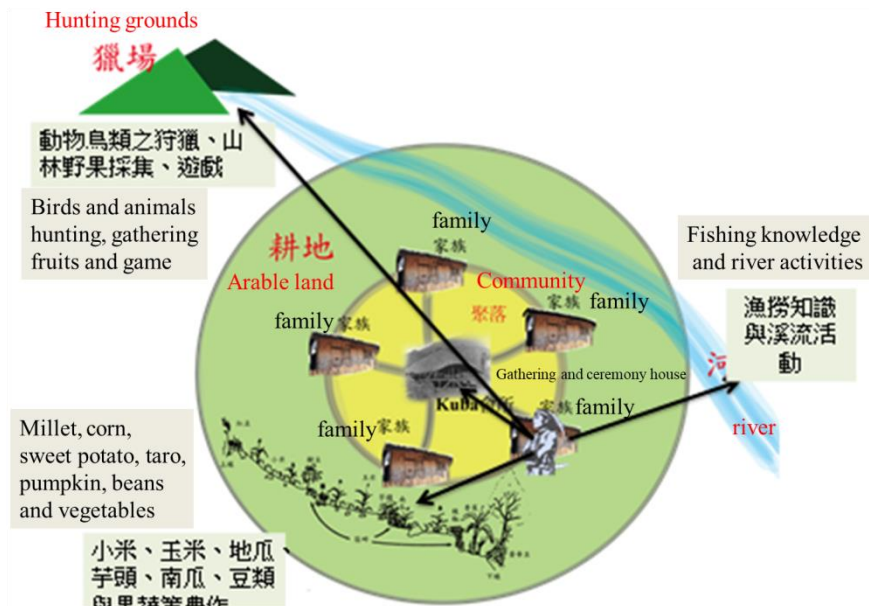 Hunting grounds
獵場
動物鳥類之狩獵、山
林野果採集、遊戲
Birds and animals
hunting, gathering
fruits and game
耕地
Arable land
family
家族
Community
聚落
family
家族
family
家族
Gathering and ceremony house
Kuba會所
family
家族
family
家族
Fishing knowledge
and river activities
漁撈知識
與溪流活
動
河
river
Millet, corn,
sweet potato, taro,
pumpkin, beans
and vegetables
小米、玉米、地瓜、
芋頭、南瓜、豆類